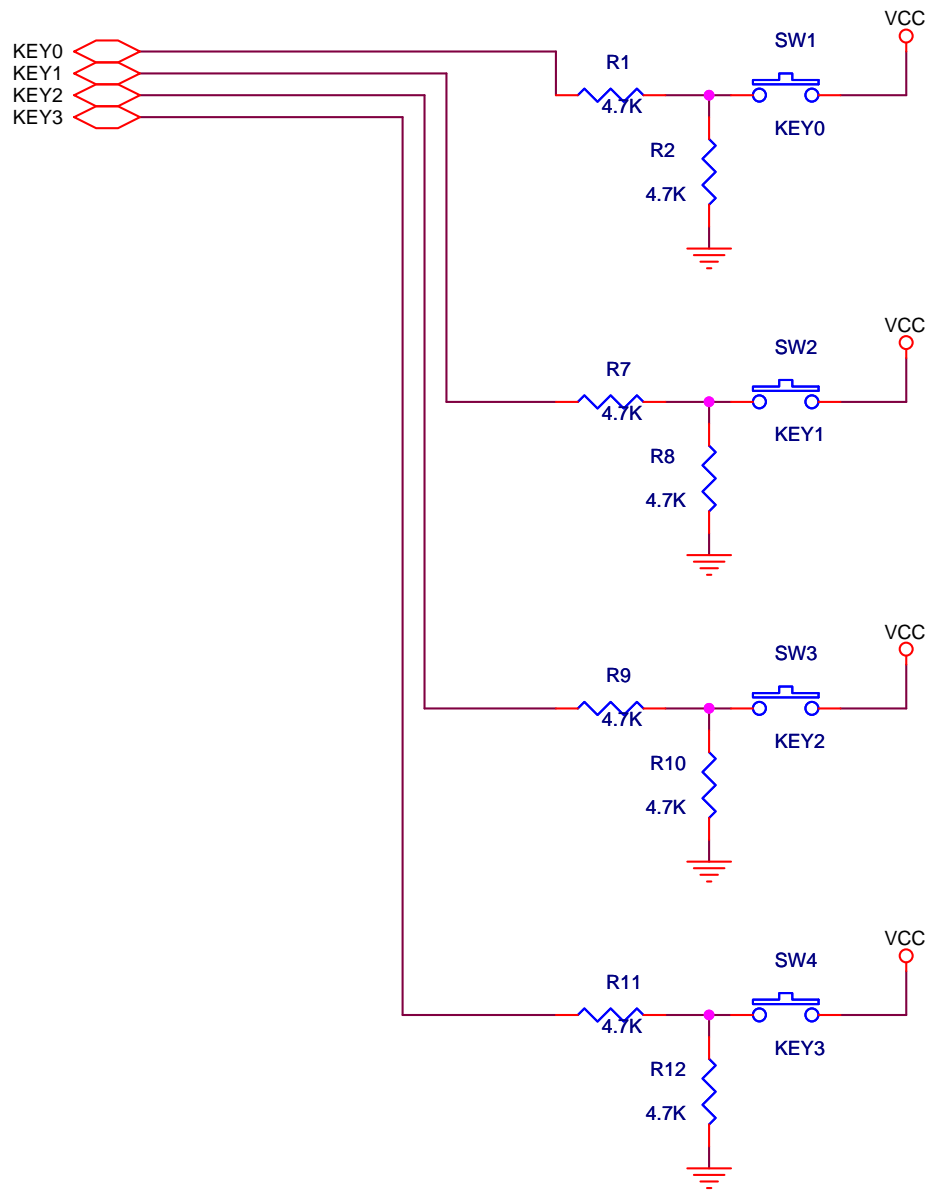 KEY0
KEY1
KEY2
KEY3
VCC
SW1
R1
4.7K
KEY0
R2
4.7K
VCC
SW2
R7
4.7K
KEY1
R8
4.7K
VCC
SW3
R9
4.7K
KEY2
R10
4.7K
VCC
SW4
R11
4.7K
KEY3
R12
4.7K